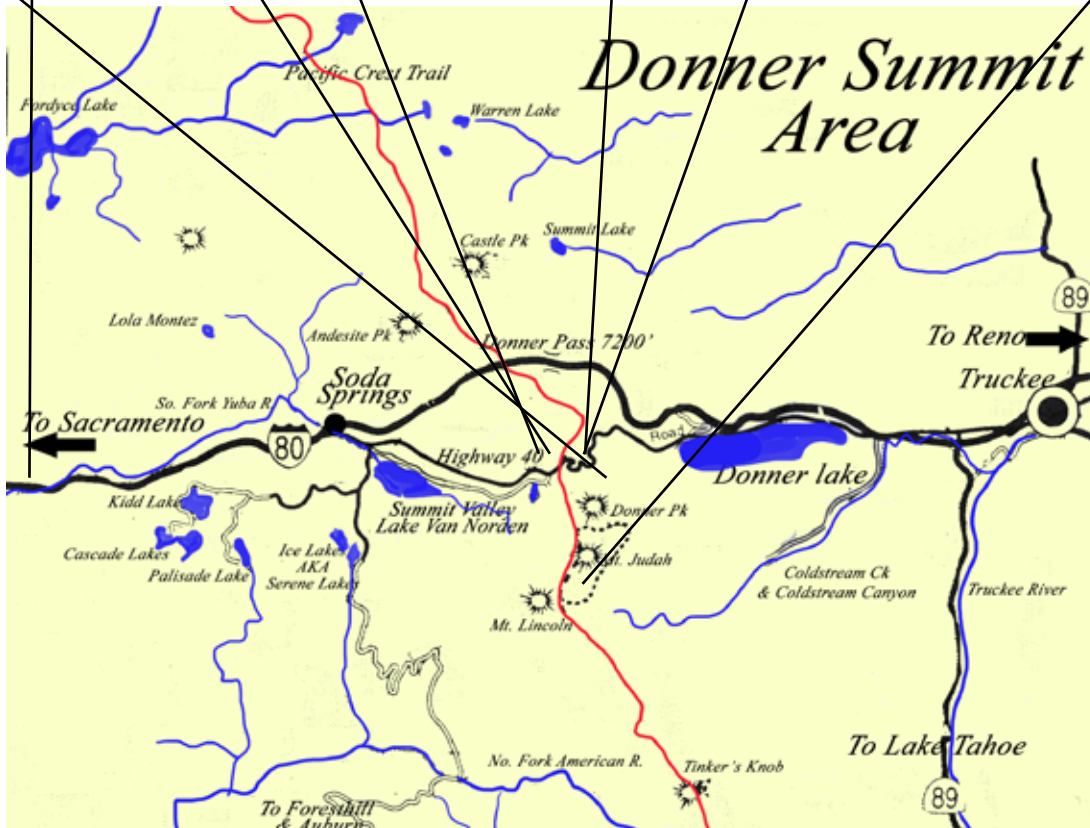 Donner Summit
Area
Pacific Crest Trail
Fordyce Lake
Warren Lake
Summit Lake
Castle Pk
89
Lola Montez
Andesite Pk
Donner Pass 7200'
To Reno
Truckee
Soda
Springs
So. Fork Yuba R.
To Sacramento
80
Highway 40
Road
Donner lake
Kidd Lake
Summit Valley
Lake Van Norden
Donner Pk
Cascade Lakes
Palisade Lake
Ice Lakes
AKA
Serene Lakes
Mt. Judah
Coldstream Ck
& Coldstream Canyon
Truckee River
Mt. Lincoln
To Lake Tahoe
No. Fork American R.
Tinker's Knob
89
To Foresthill
& Auburn